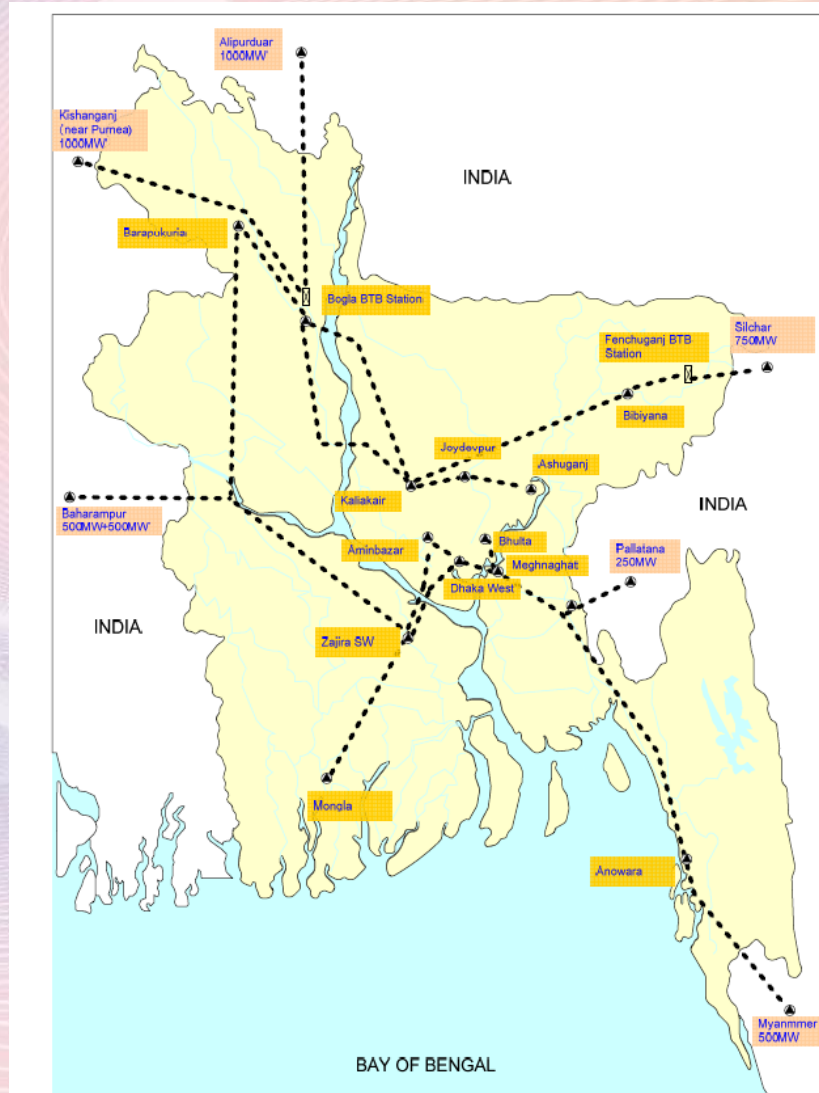 Alipurduar
1000MW
Kishanganj
(near Purnea)
1000MW
INDIA
Barapukuria
Bogla BTB Station
Silchar
750MW
Fenchuganj BTB
Station
Bibiyana
Joydevpur
Ashuganj
Kaliakair
Baharampur
500MW+500MW
INDIA
Bhulta
Aminbazar
Meghnaghat
Pallatana
250MW
Dhaka West
INDIA
Zajira SW
Mongla
Anowara
Myanmmer
500MW
BAY OF BENGAL